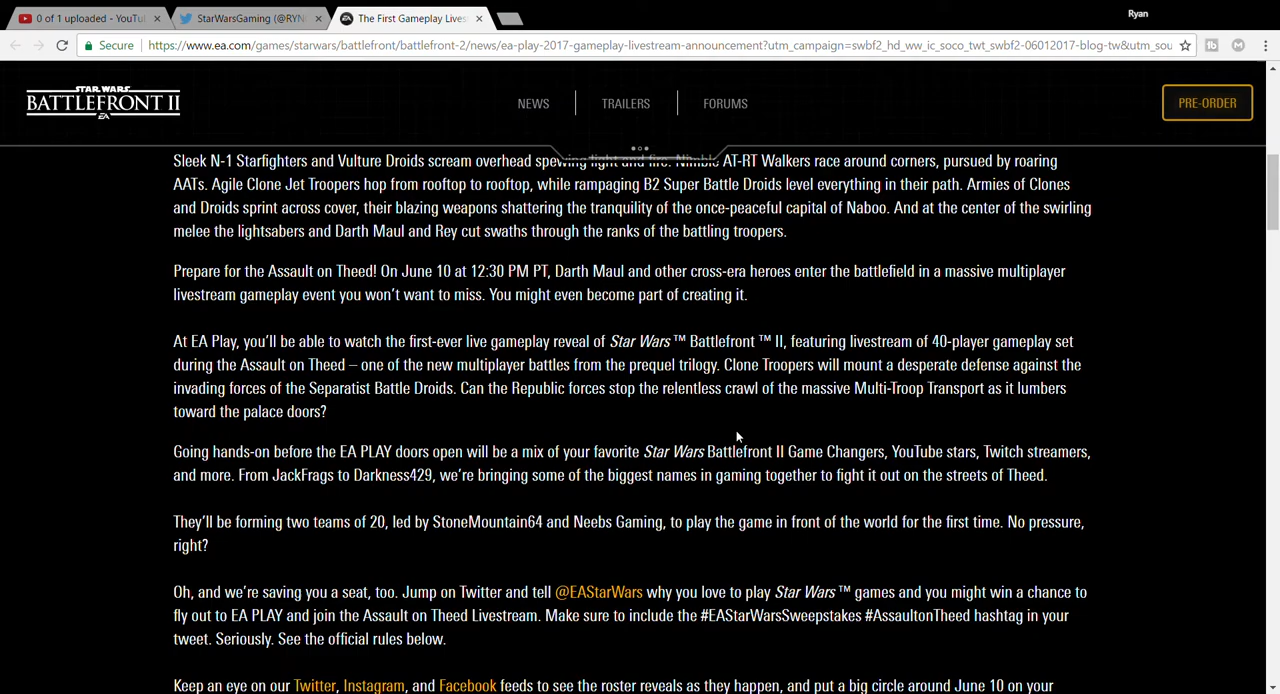 0 of 1 uploaded - YouTu
StarWarsGaming (@RYN
The First Gameplay Lives
Ryan
Secure
https://www.ea.com/games/starwars/battlefront/battlefront-2/news/ea-play-2017-gameplay-livestream-announcement?utm_campaign=swbf2_hd_ww_ic_soco_twt_swbf2-06012017-blog-tw&utm_sou
STAR WARS
BATTLEFRONT II
EA
NEWS
TRAILERS
FORUMS
PRE-ORDER
Sleek N-1 Starfighters and Vulture Droids scream overhead spewing light and fire. Nimble AT-RT Walkers race around corners, pursued by roaring
AATs. Agile Clone Jet Troopers hop from rooftop to rooftop, while rampaging B2 Super Battle Droids level everything in their path. Armies of Clones
and Droids sprint across cover, their blazing weapons shattering the tranquility of the once-peaceful capital of Naboo. And at the center of the swirling
melee the lightsabers and Darth Maul and Rey cut swaths through the ranks of the battling troopers.
Prepare for the Assault on Theed! On June 10 at 12:30 PM PT, Darth Maul and other cross-era heroes enter the battlefield in a massive multiplayer
livestream gameplay event you won't want to miss. You might even become part of creating it.
At EA Play, you'll be able to watch the first-ever live gameplay reveal of Star Wars ™ Battlefront ™ II, featuring livestream of 40-player gameplay set
during the Assault on Theed – one of the new multiplayer battles from the prequel trilogy. Clone Troopers will mount a desperate defense against the
invading forces of the Separatist Battle Droids. Can the Republic forces stop the relentless crawl of the massive Multi-Troop Transport as it lumbers
toward the palace doors?
Going hands-on before the EA PLAY doors open will be a mix of your favorite Star Wars Battlefront II Game Changers, YouTube stars, Twitch streamers,
and more. From JackFrags to Darkness429, we're bringing some of the biggest names in gaming together to fight it out on the streets of Theed.
They'll be forming two teams of 20, led by StoneMountain64 and Neebs Gaming, to play the game in front of the world for the first time. No pressure,
right?
Oh, and we're saving you a seat, too. Jump on Twitter and tell @EAStarWars why you love to play Star Wars ™ games and you might win a chance to
fly out to EA PLAY and join the Assault on Theed Livestream. Make sure to include the #EAStarWarsSweepstakes #AssaultonTheed hashtag in your
tweet. Seriously. See the official rules below.
Keep an eye on our Twitter, Instagram, and Facebook feeds to see the roster reveals as they happen, and put a big circle around June 10 on your